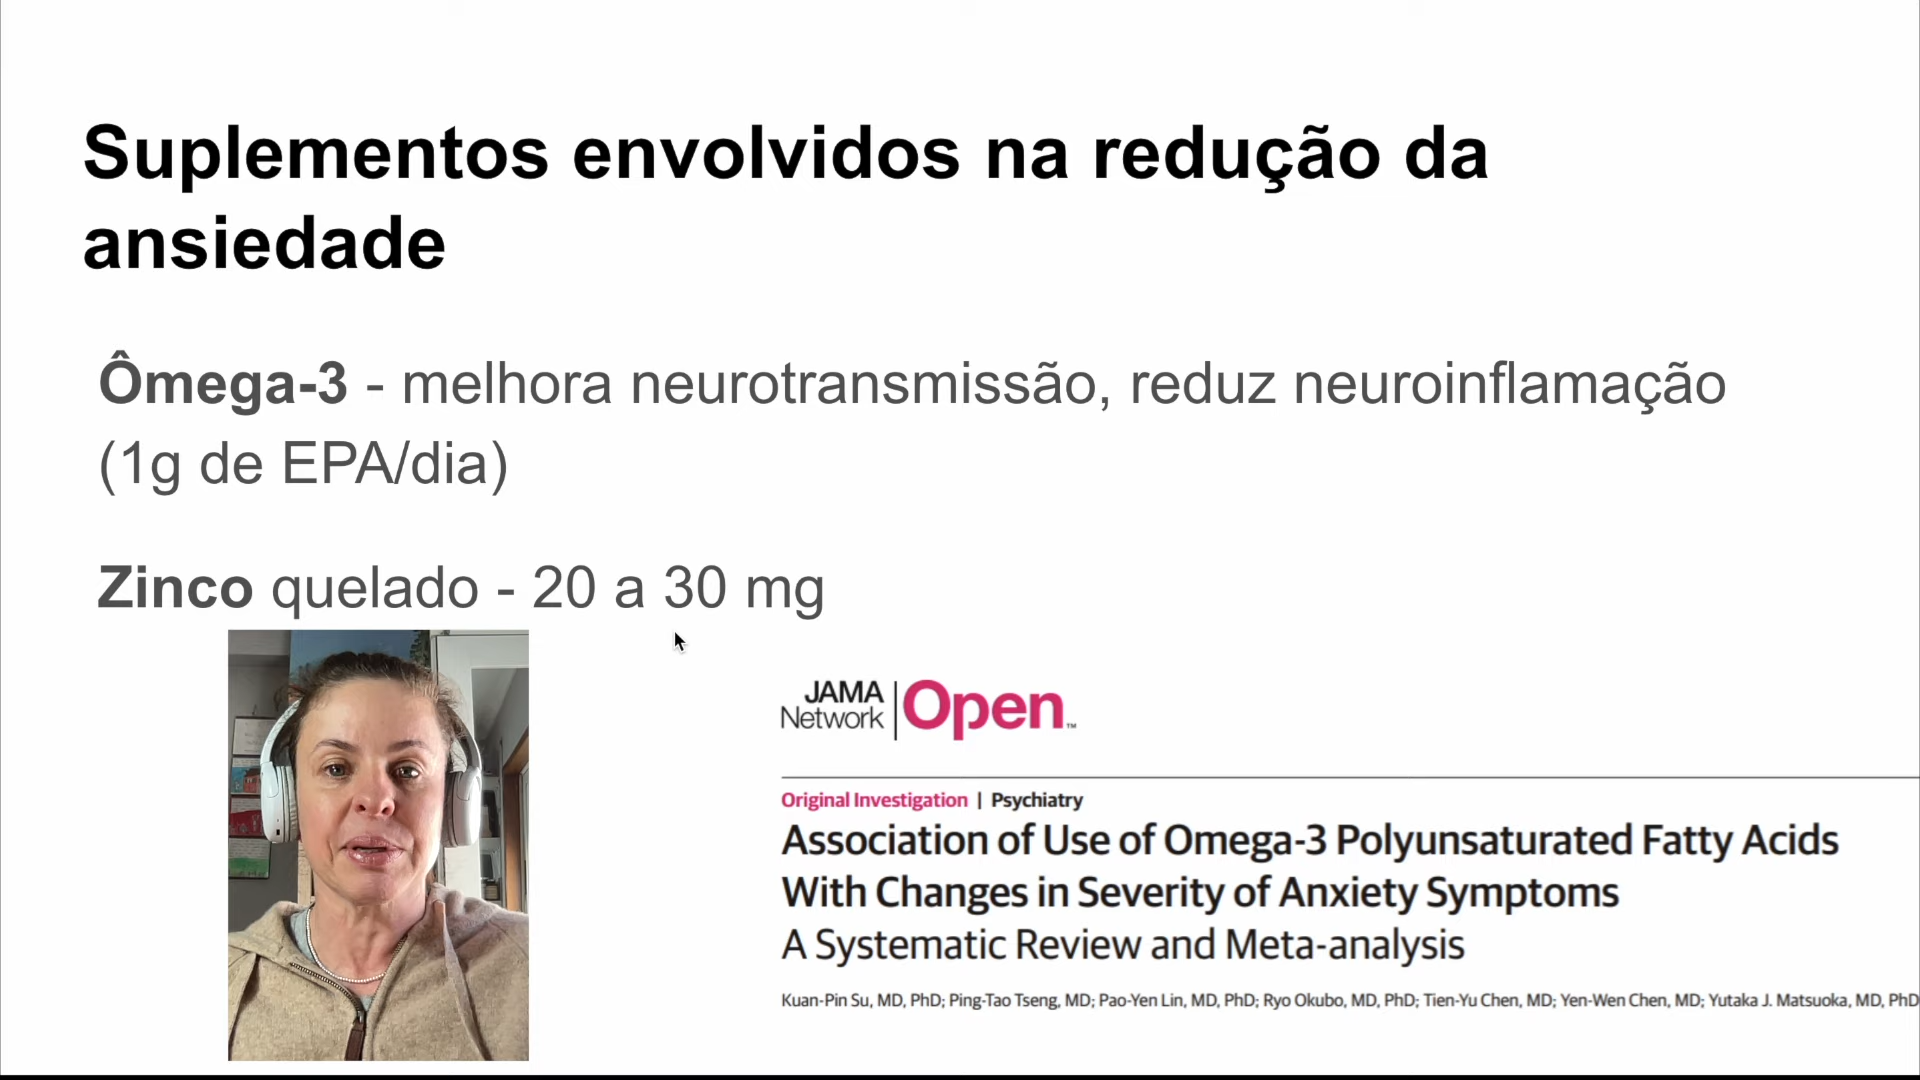 Suplementos envolvidos na redução da
ansiedade
Ômega-3 - melhora neurotransmissão, reduz neuroinflamação
(1g de EPA/dia)
Zinco quelado - 20 a 30 mg
JAMA
Network
Open™
Original Investigation | Psychiatry
Association of Use of Omega-3 Polyunsaturated Fatty Acids
With Changes in Severity of Anxiety Symptoms
A Systematic Review and Meta-analysis
Kuan-Pin Su, MD, PhD; Ping-Tao Tseng, MD; Pao-Yen Lin, MD, PhD; Ryo Okubo, MD, PhD; Tien-Yu Chen, MD; Yen-Wen Chen, MD; Yutaka J. Matsuoka, MD, PhD